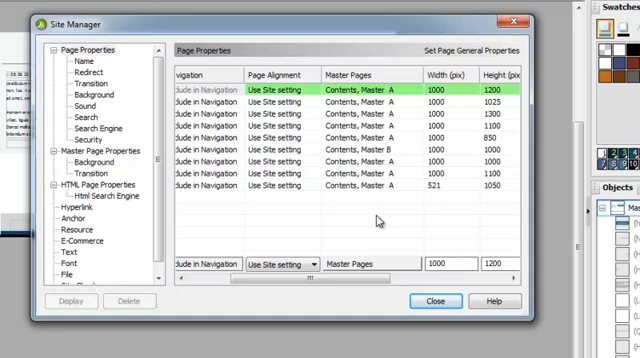 Site Manager
Page Properties
Name
Redirect
Transition
Background
Sound
Search
Search Engine
Security
Master Page Properties
Background
Transition
HTML Page Properties
Html Search Engine
Hyperlink
Anchor
Resource
E-Commerce
Text
Font
File
Page Properties Set Page General Properties
vigation Page Alignment Master Pages Width (pix) Height (pix
clude in Navigation Use Site setting Contents, Master A 1000 1200
clude in Navigation Use Site setting Contents, Master A 1000 1025
clude in Navigation Use Site setting Contents, Master A 1000 1300
clude in Navigation Use Site setting Contents, Master A 1000 1100
clude in Navigation Use Site setting Contents, Master A 1000 850
clude in Navigation Use Site setting Contents, Master B 1000 1000
clude in Navigation Use Site setting Contents, Master A 1000 1000
clude in Navigation Use Site setting Contents, Master A 1000 1100
clude in Navigation Use Site setting Contents, Master A 521 1050
clude in Navigation Use Site setting Master Pages 1000 1200
Display Delete Close Help
Swatches
Objects
Mas